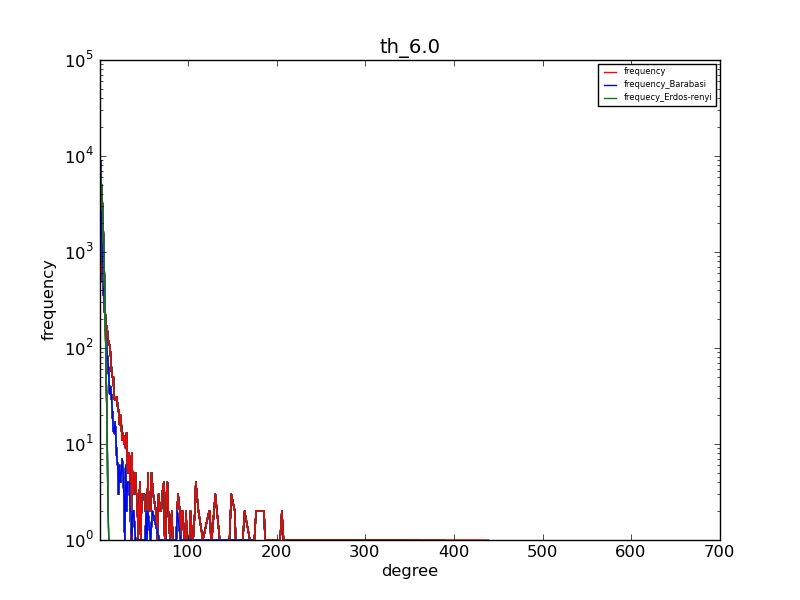 th_6.0
10^5
frequency
frequency_Barabasi
frequecy_Erdos-renyi
10^4
10^3
10^2
10^1
10^0
frequency
100 200 300 400 500 600 700
degree